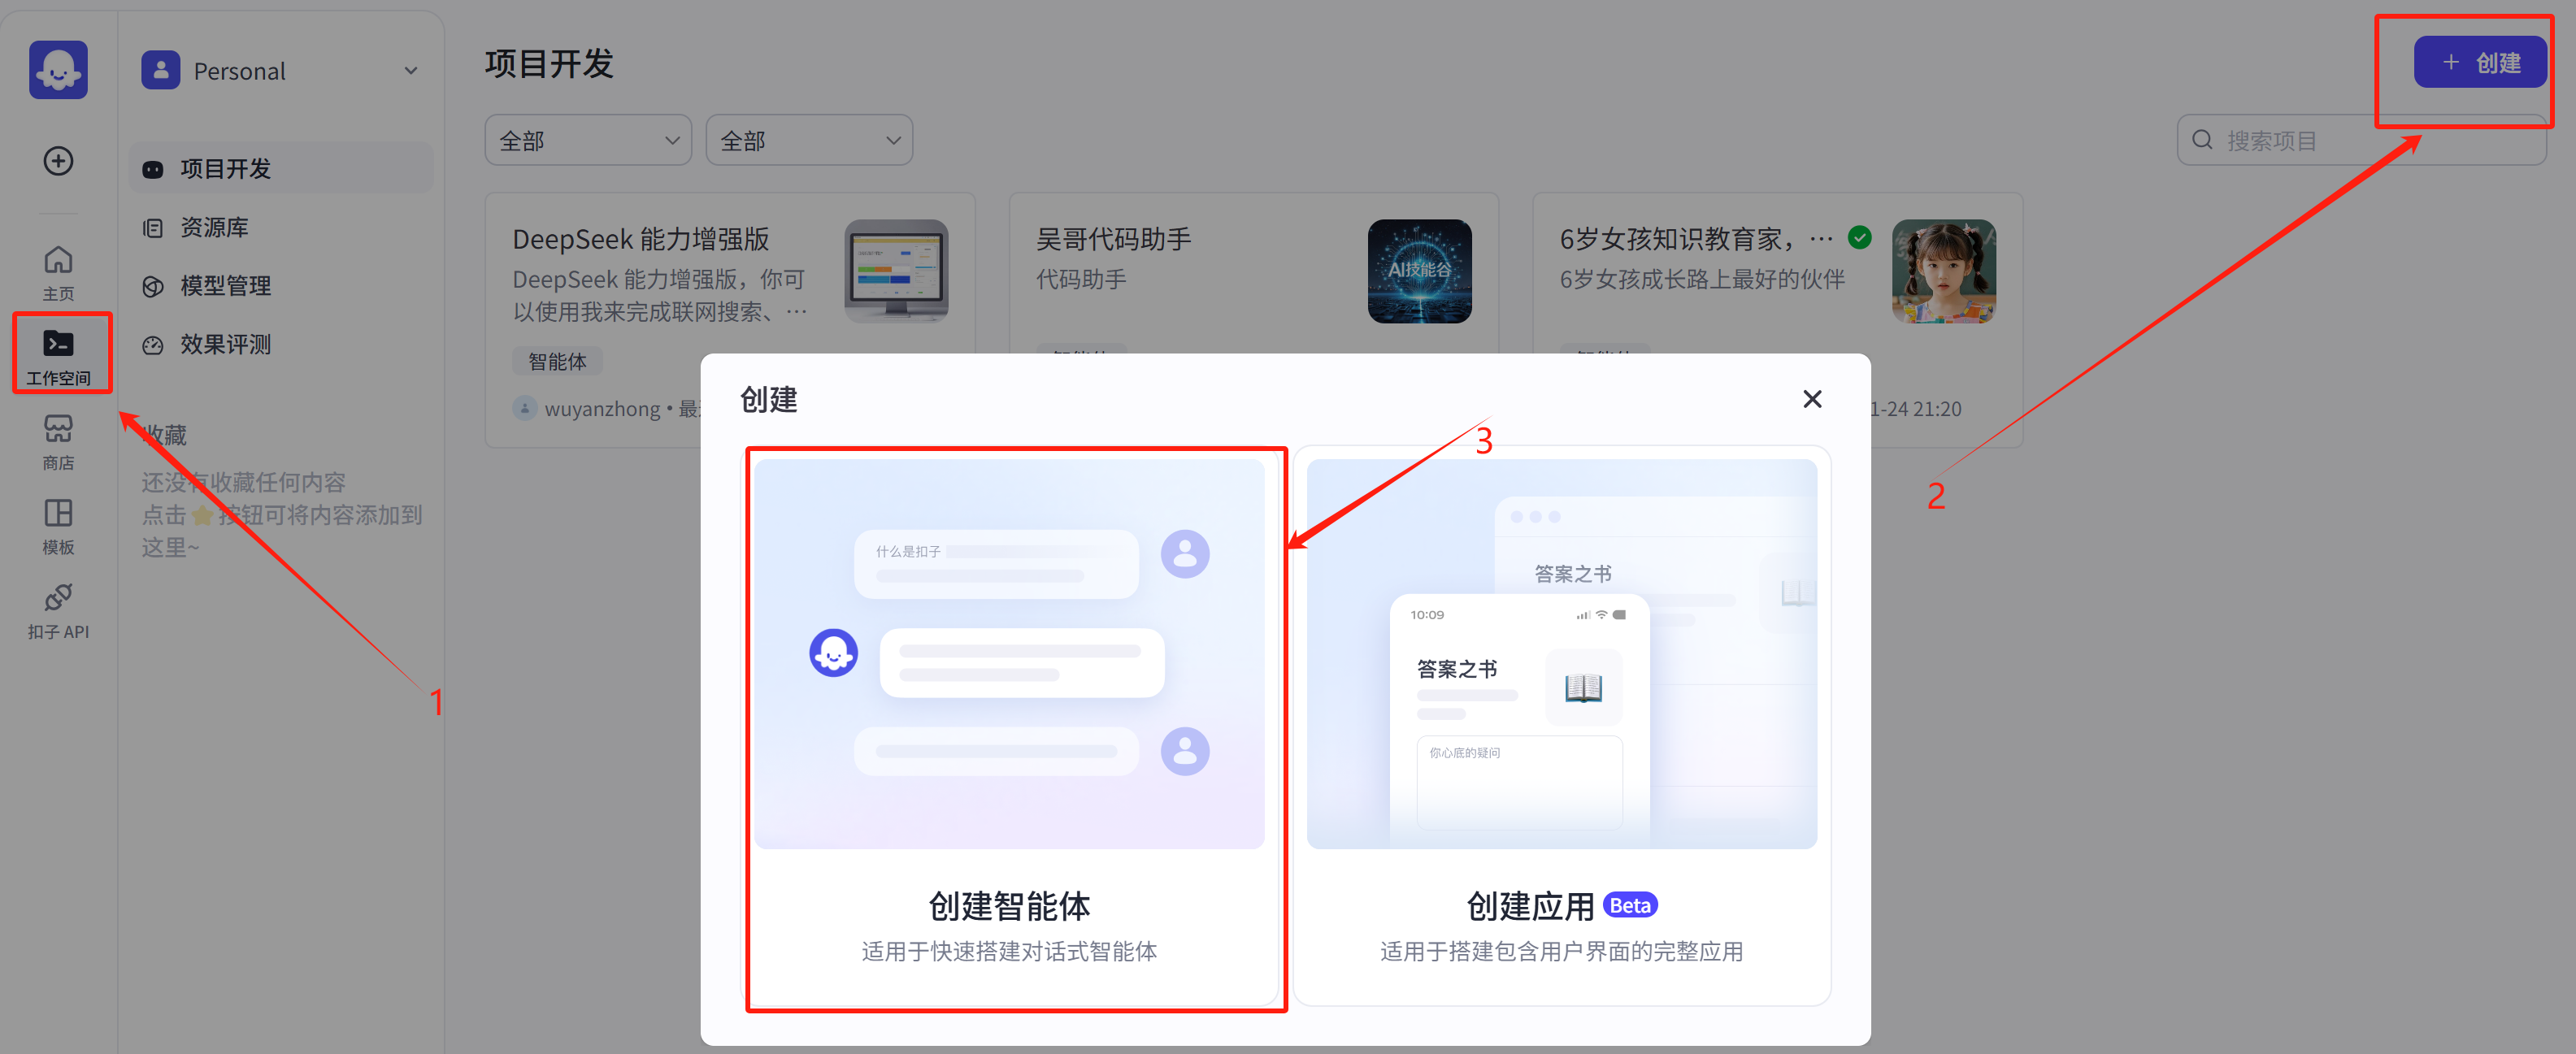 Personal
项目开发
+ 创建
全部
全部
搜索项目
主页
工作空间
商店
模板
扣子 API
项目开发
资源库
模型管理
效果评测
收藏
还没有收藏任何内容
点击⭐按钮可将内容添加到
这里~
DeepSeek 能力增强版
DeepSeek 能力增强版，你可
以使用我来完成联网搜索、…
智能体
wuyanzhong • 最
吴哥代码助手
代码助手
AI技能谷
6岁女孩知识教育家，…
6岁女孩成长路上最好的伙伴
1-24 21:20
1
2
3
创建
什么是扣子
创建智能体
适用于快速搭建对话式智能体
答案之书
10:09
答案之书
你心底的疑问
创建应用 Beta
适用于搭建包含用户界面的完整应用